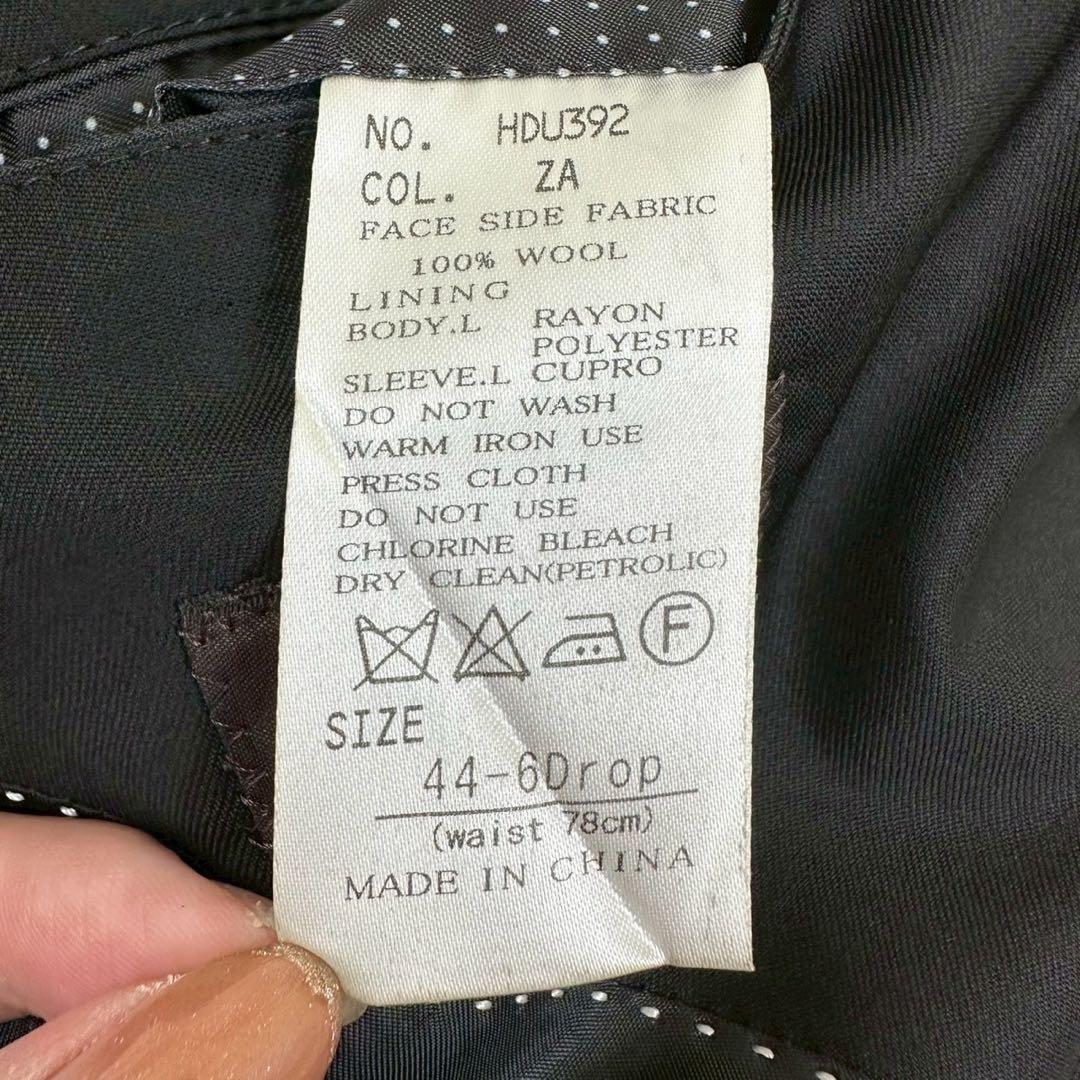 NO. HDU392
COL. ZA
FACE SIDE FABRIC
100% WOOL
LINING
BODY.L RAYON
POLYESTER
SLEEVE.L CUPRO
DO NOT WASH
WARM IRON USE
PRESS CLOTH
DO NOT USE
CHLORINE BLEACH
DRY CLEAN(PETROLIC)
F
SIZE
44-6Drop
(waist 78cm)
MADE IN CHINA